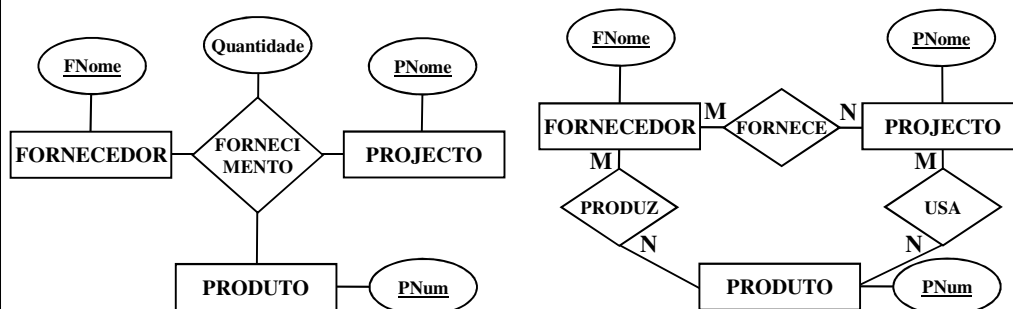 FNome
Quantidade
PNome
FORNECEDOR
FORNECI
MENTO
PROJECTO
PRODUTO
PNum
FNome
PNome
FORNECEDOR
M
FORNECE
N
PROJECTO
M
M
PRODUZ
USA
N
N
PRODUTO
PNum